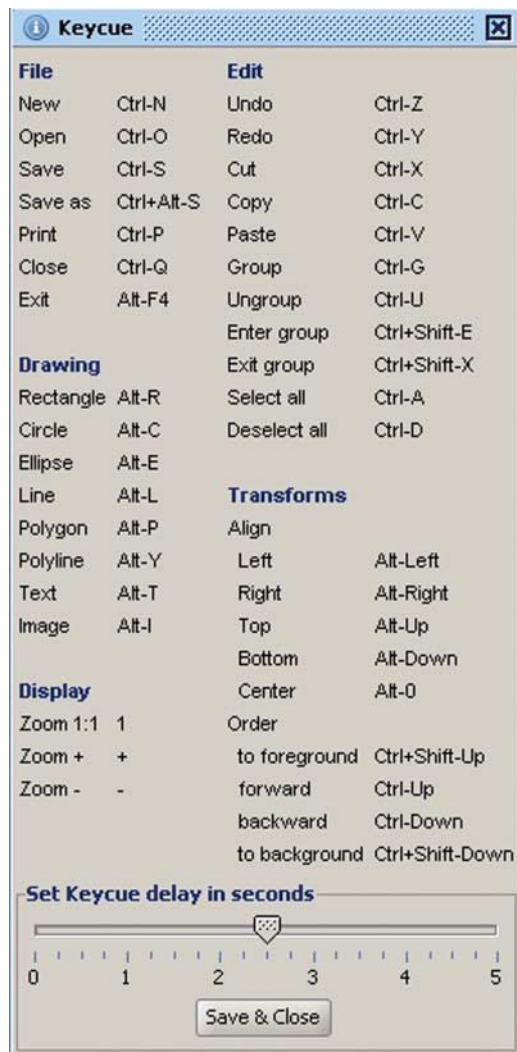 Keycue
File Edit
New Ctrl-N Undo Ctrl-Z
Open Ctrl-O Redo Ctrl-Y
Save Ctrl-S Cut Ctrl-X
Save as Ctrl+Alt-S Copy Ctrl-C
Print Ctrl-P Paste Ctrl-V
Close Ctrl-Q Group Ctrl-G
Exit Alt-F4 Ungroup Ctrl-U
Enter group Ctrl+Shift-E
Drawing Exit group Ctrl+Shift-X
Rectangle Alt-R Select all Ctrl-A
Circle Alt-C Deselect all Ctrl-D
Ellipse Alt-E
Line Alt-L Transforms
Polygon Alt-P Align
Polyline Alt-Y Left Alt-Left
Text Alt-T Right Alt-Right
Image Alt-I Top Alt-Up
Bottom Alt-Down
Display Center Alt-0
Zoom 1:1 1 Order
Zoom + + to foreground Ctrl+Shift-Up
Zoom - - forward Ctrl-Up
backward Ctrl-Down
to background Ctrl+Shift-Down
Set Keycue delay in seconds
0 1 2 3 4 5
Save & Close